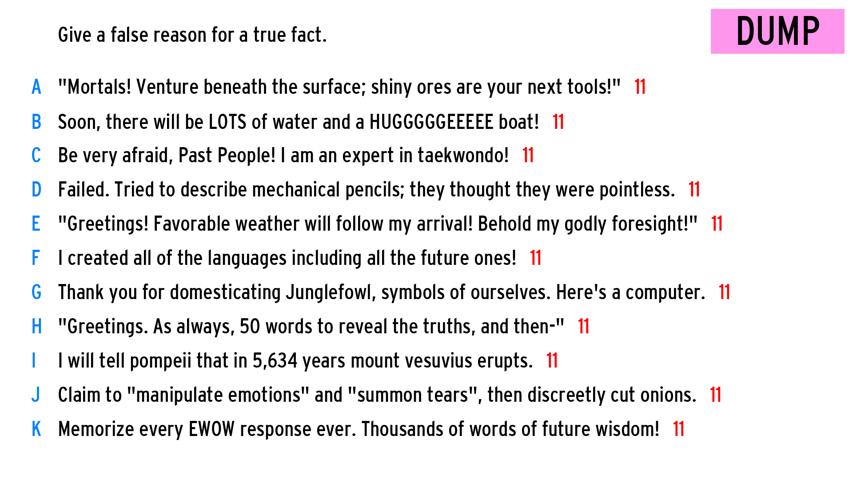 Give a false reason for a true fact.
DUMP
A "Mortals! Venture beneath the surface; shiny ores are your next tools!" 11
B Soon, there will be LOTS of water and a HUGGGGGEEEEE boat! 11
C Be very afraid, Past People! I am an expert in taekwondo! 11
D Failed. Tried to describe mechanical pencils; they thought they were pointless. 11
E "Greetings! Favorable weather will follow my arrival! Behold my godly foresight!" 11
F I created all of the languages including all the future ones! 11
G Thank you for domesticating Junglefowl, symbols of ourselves. Here's a computer. 11
H "Greetings. As always, 50 words to reveal the truths, and then-" 11
I I will tell pompeii that in 5,634 years mount vesuvius erupts. 11
J Claim to "manipulate emotions" and "summon tears", then discreetly cut onions. 11
K Memorize every EWOW response ever. Thousands of words of future wisdom! 11